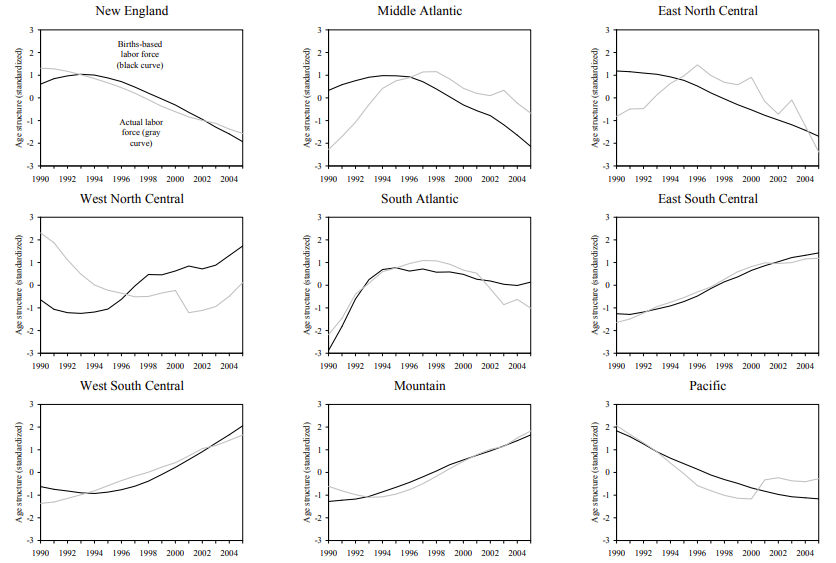 New England
Middle Atlantic
East North Central
Age structure (standardized)
3
2
1
0
-1
-2
-3
Births-based
labor force
(black curve)
Actual labor
force (gray
curve)
1990 1992 1994 1996 1998 2000 2002 2004
Age structure (standardized)
3
2
1
0
-1
-2
-3
1990 1992 1994 1996 1998 2000 2002 2004
Age structure (standardized)
3
2
1
0
-1
-2
-3
1990 1992 1994 1996 1998 2000 2002 2004
West North Central
South Atlantic
East South Central
Age structure (standardized)
3
2
1
0
-1
-2
-3
1990 1992 1994 1996 1998 2000 2002 2004
Age structure (standardized)
3
2
1
0
-1
-2
-3
1990 1992 1994 1996 1998 2000 2002 2004
Age structure (standardized)
3
2
1
0
-1
-2
-3
1990 1992 1994 1996 1998 2000 2002 2004
West South Central
Mountain
Pacific
Age structure (standardized)
3
2
1
0
-1
-2
-3
1990 1992 1994 1996 1998 2000 2002 2004
Age structure (standardized)
3
2
1
0
-1
-2
-3
1990 1992 1994 1996 1998 2000 2002 2004
Age structure (standardized)
3
2
1
0
-1
-2
-3
1990 1992 1994 1996 1998 2000 2002 2004